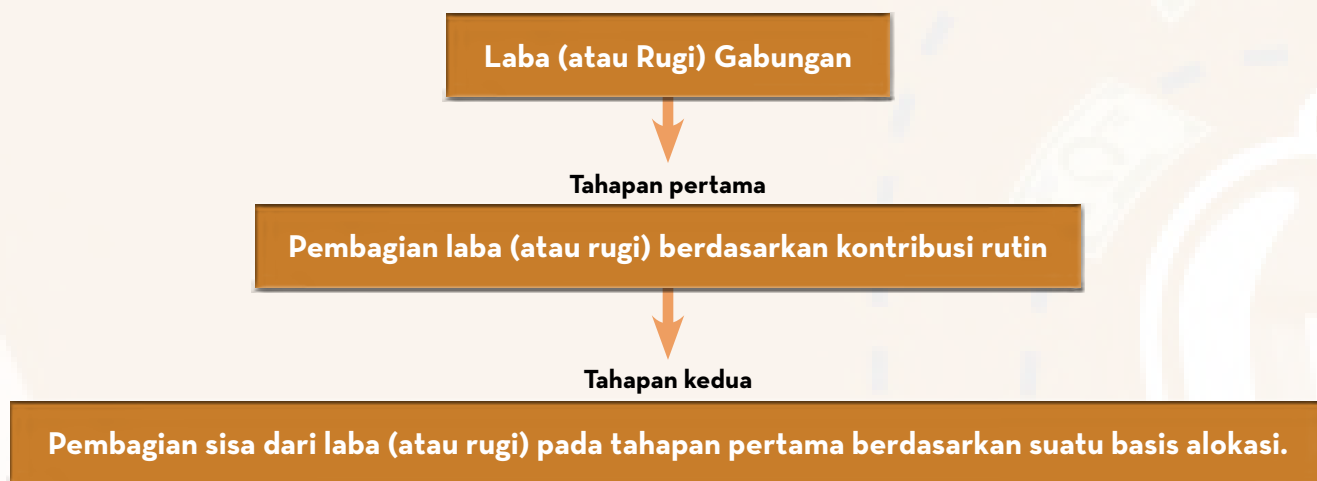 Laba (atau Rugi) Gabungan
Tahapan pertama
Pembagian laba (atau rugi) berdasarkan kontribusi rutin
Tahapan kedua
Pembagian sisa dari laba (atau rugi) pada tahapan pertama berdasarkan suatu basis alokasi.